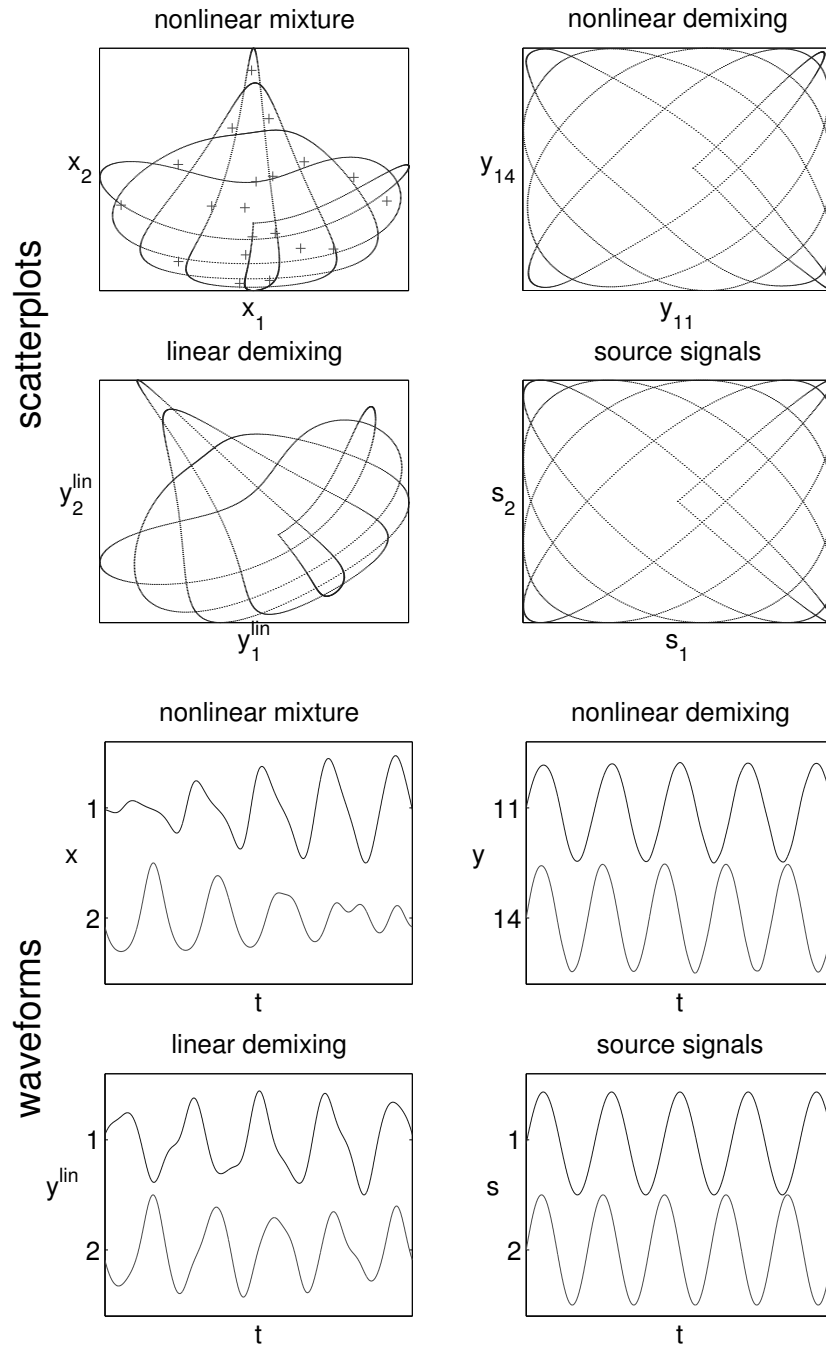 scatterplots
nonlinear mixture
x2
x1
nonlinear demixing
y14
y11
linear demixing
y2lin
y1lin
source signals
s2
s1
waveforms
nonlinear mixture
1
x
2
t
nonlinear demixing
11
y
14
t
linear demixing
1
ylin
2
t
source signals
1
s
2
t